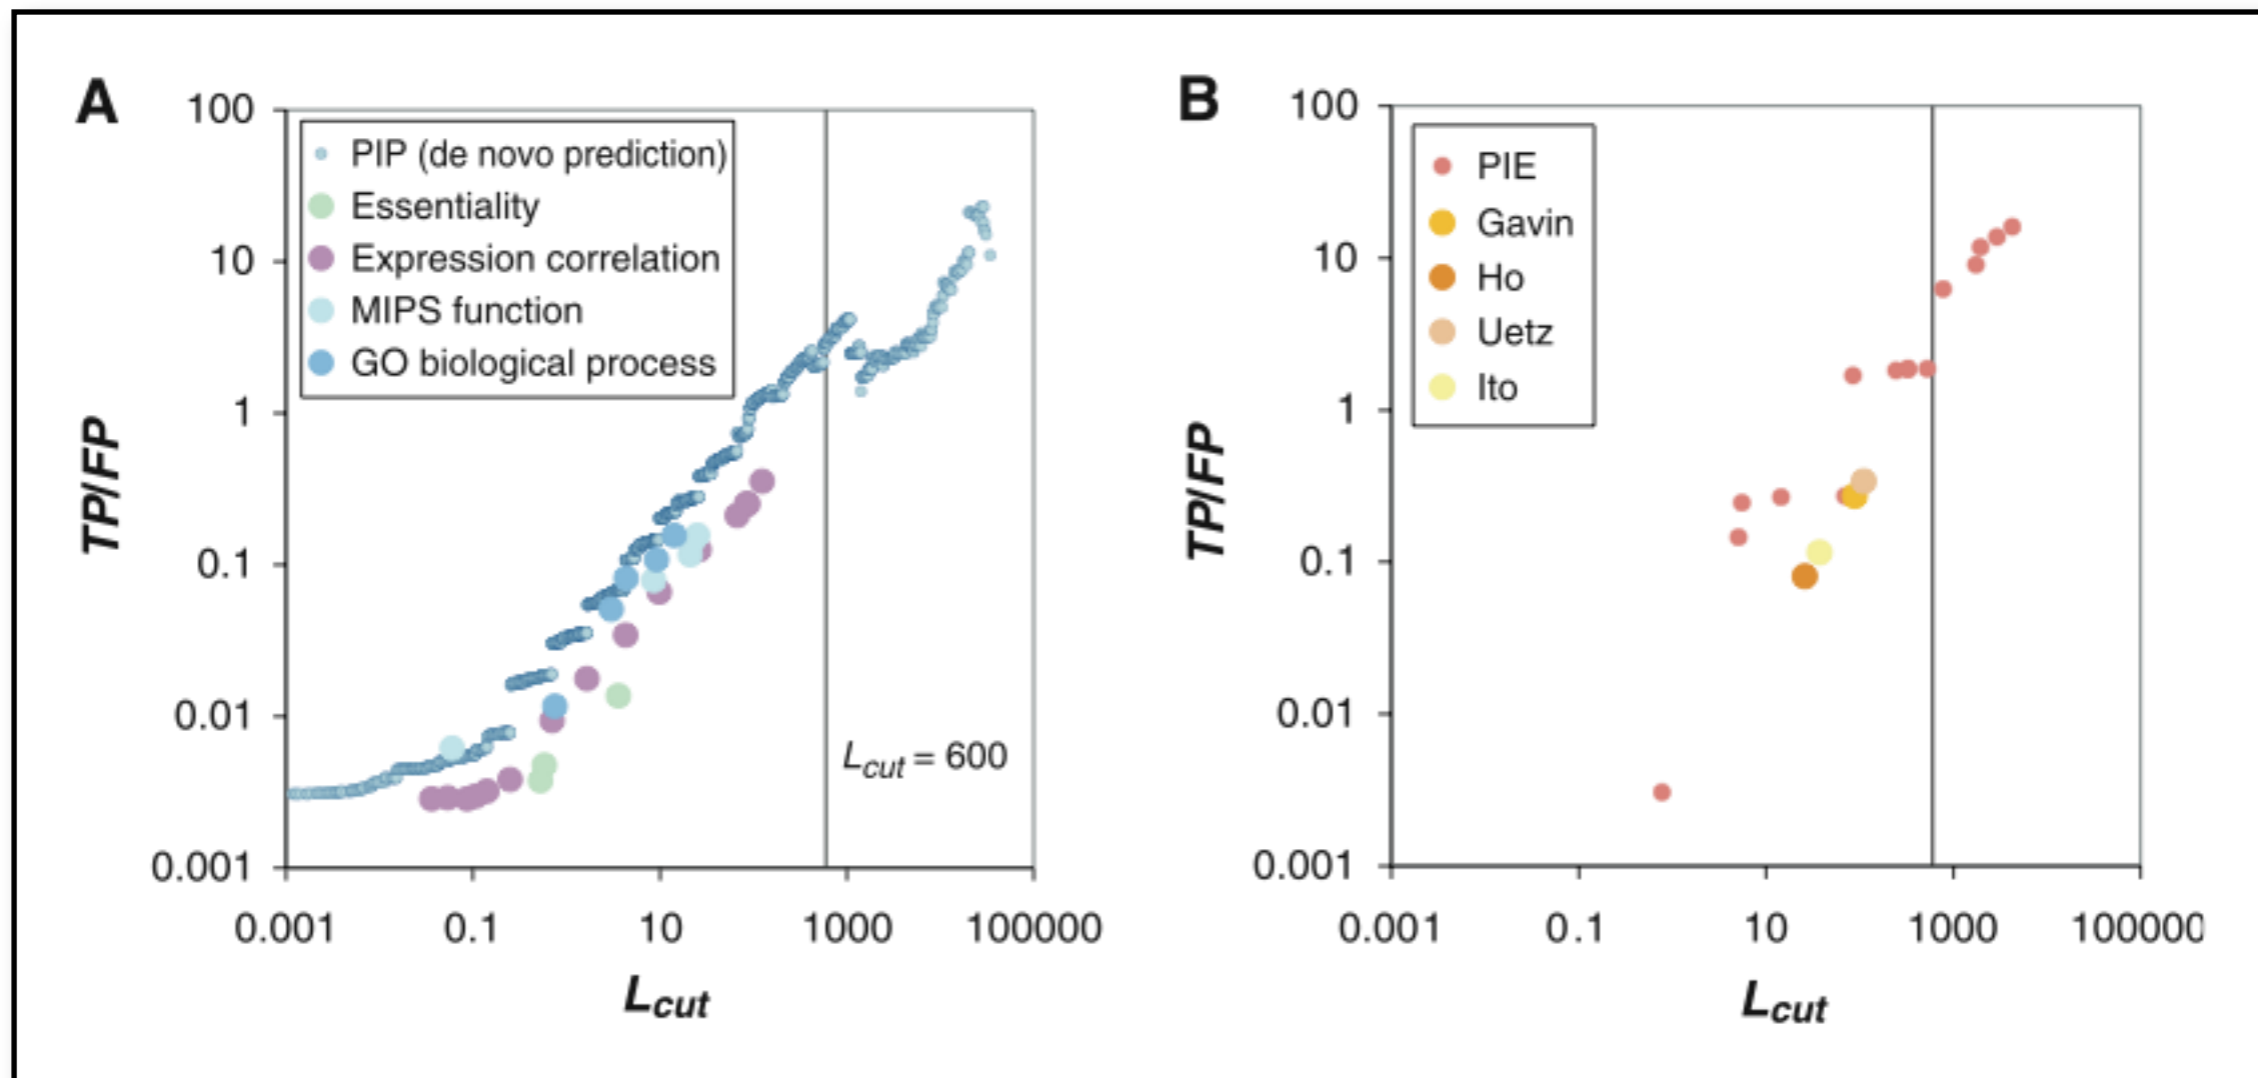 A
100
10
1
0.1
0.01
0.001
TP/FP
PIP (de novo prediction)
Essentiality
Expression correlation
MIPS function
GO biological process
Lcut = 600
0.001 0.1 10 1000 100000
Lcut
B
100
10
1
0.1
0.01
0.001
TP/FP
PIE
Gavin
Ho
Uetz
Ito
0.001 0.1 10 1000 100000
Lcut